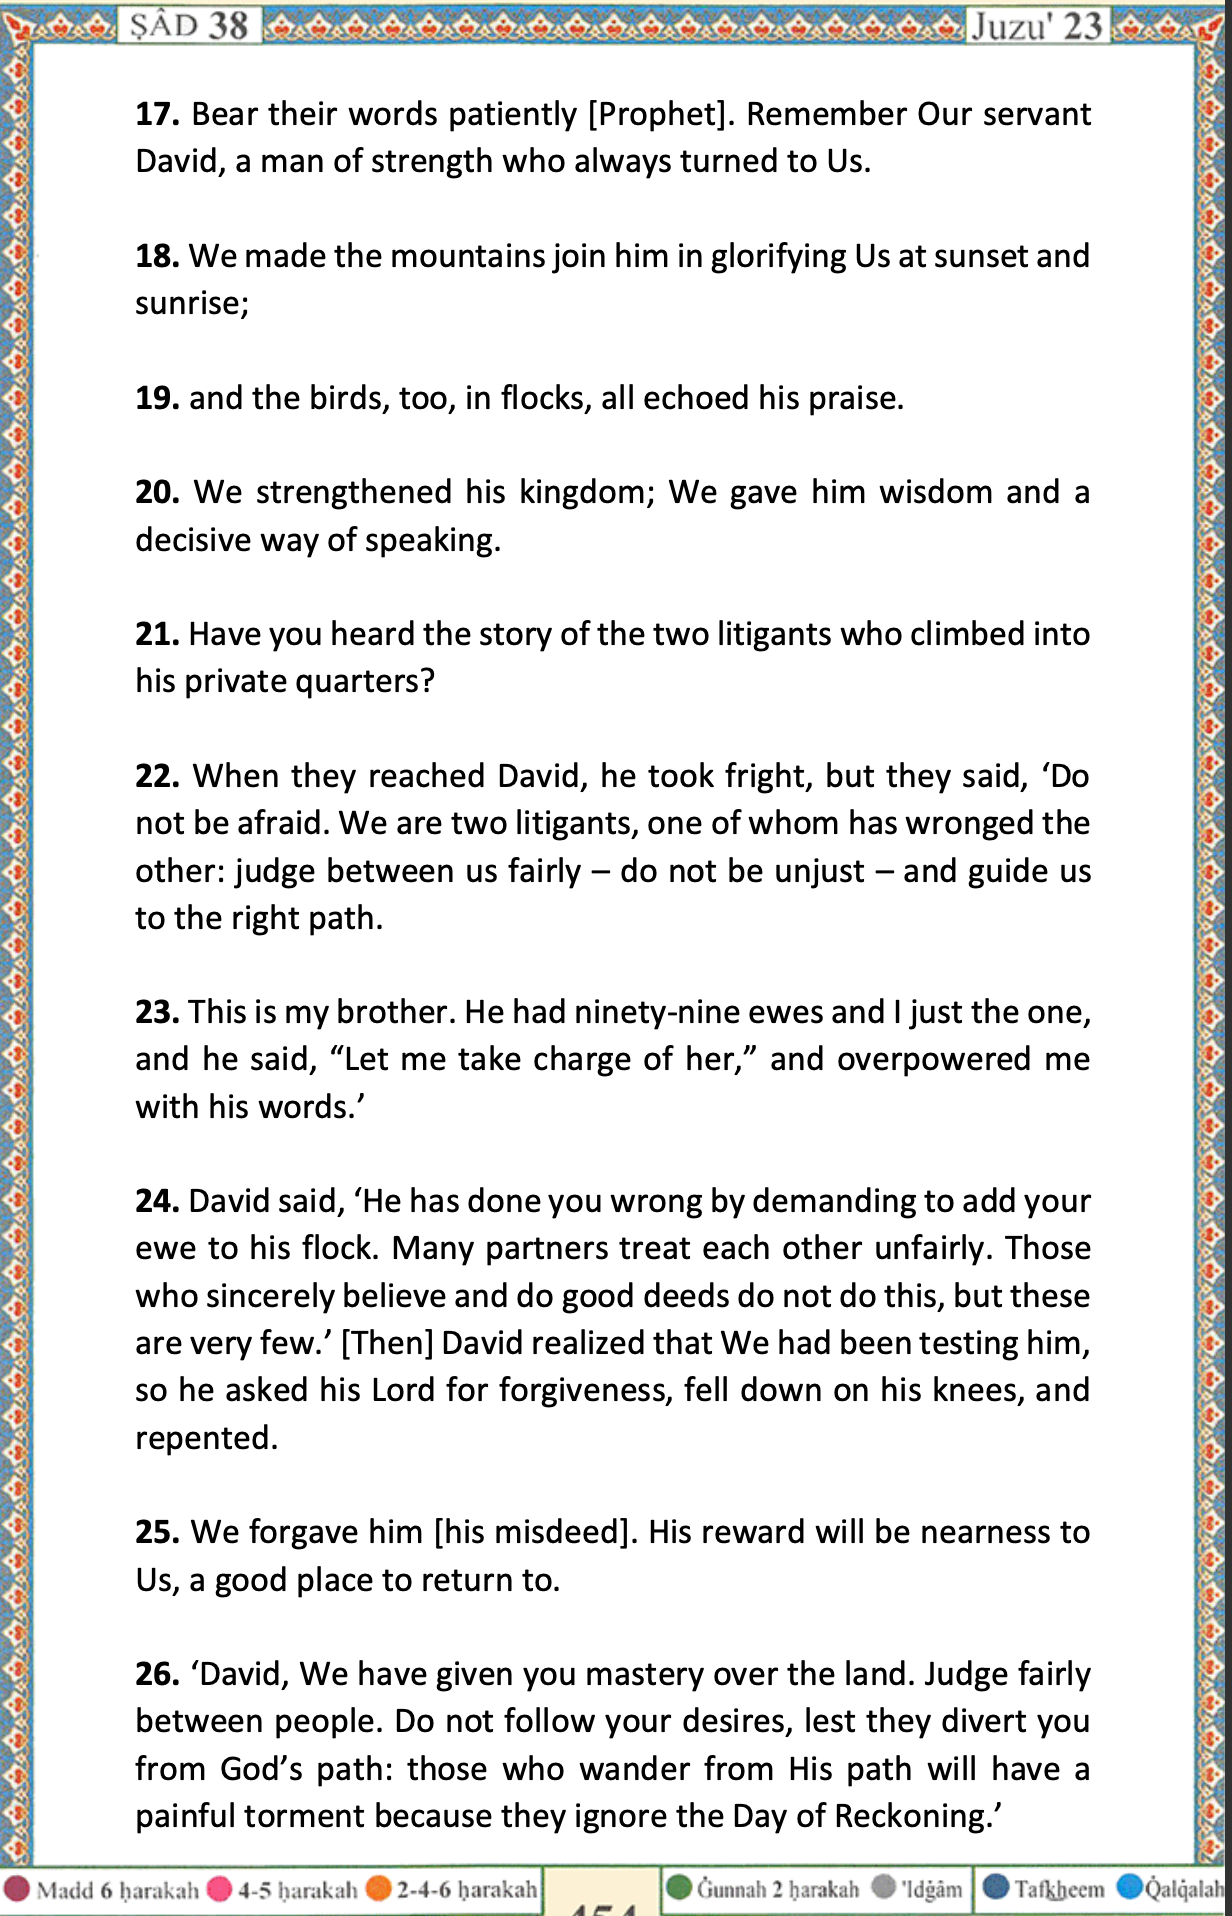 ṢÂD 38
Juzu' 23
17. Bear their words patiently [Prophet]. Remember Our servant
David, a man of strength who always turned to Us.
18. We made the mountains join him in glorifying Us at sunset and
sunrise;
19. and the birds, too, in flocks, all echoed his praise.
20. We strengthened his kingdom; We gave him wisdom and a
decisive way of speaking.
21. Have you heard the story of the two litigants who climbed into
his private quarters?
22. When they reached David, he took fright, but they said, ‘Do
not be afraid. We are two litigants, one of whom has wronged the
other: judge between us fairly – do not be unjust – and guide us
to the right path.
23. This is my brother. He had ninety-nine ewes and I just the one,
and he said, “Let me take charge of her,” and overpowered me
with his words.’
24. David said, ‘He has done you wrong by demanding to add your
ewe to his flock. Many partners treat each other unfairly. Those
who sincerely believe and do good deeds do not do this, but these
are very few.’ [Then] David realized that We had been testing him,
so he asked his Lord for forgiveness, fell down on his knees, and
repented.
25. We forgave him [his misdeed]. His reward will be nearness to
Us, a good place to return to.
26. ‘David, We have given you mastery over the land. Judge fairly
between people. Do not follow your desires, lest they divert you
from God’s path: those who wander from His path will have a
painful torment because they ignore the Day of Reckoning.’
Madd 6 ḥarakah 4-5 ḥarakah 2-4-6 ḥarakah Ġunnah 2 ḥarakah 'Idġâm Tafkheem Q̇alq̇alah